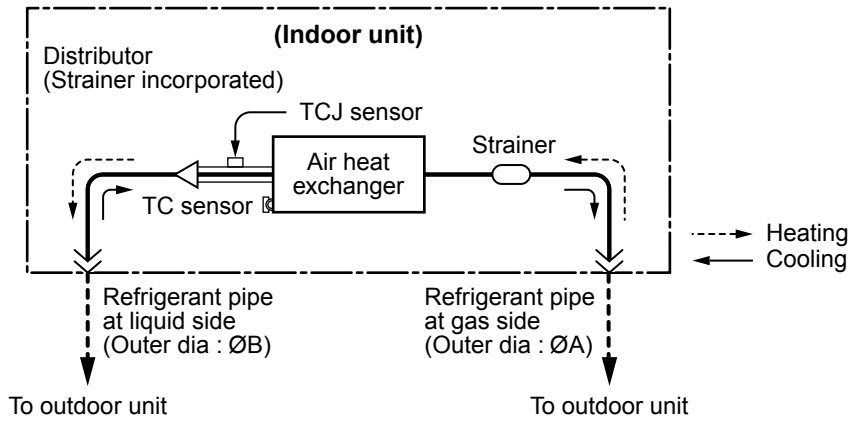 (Indoor unit)
Distributor
(Strainer incorporated)
TCJ sensor
Strainer
Air heat
exchanger
TC sensor
Heating
Cooling
Refrigerant pipe
at liquid side
(Outer dia : ØB)
Refrigerant pipe
at gas side
(Outer dia : ØA)
To outdoor unit
To outdoor unit